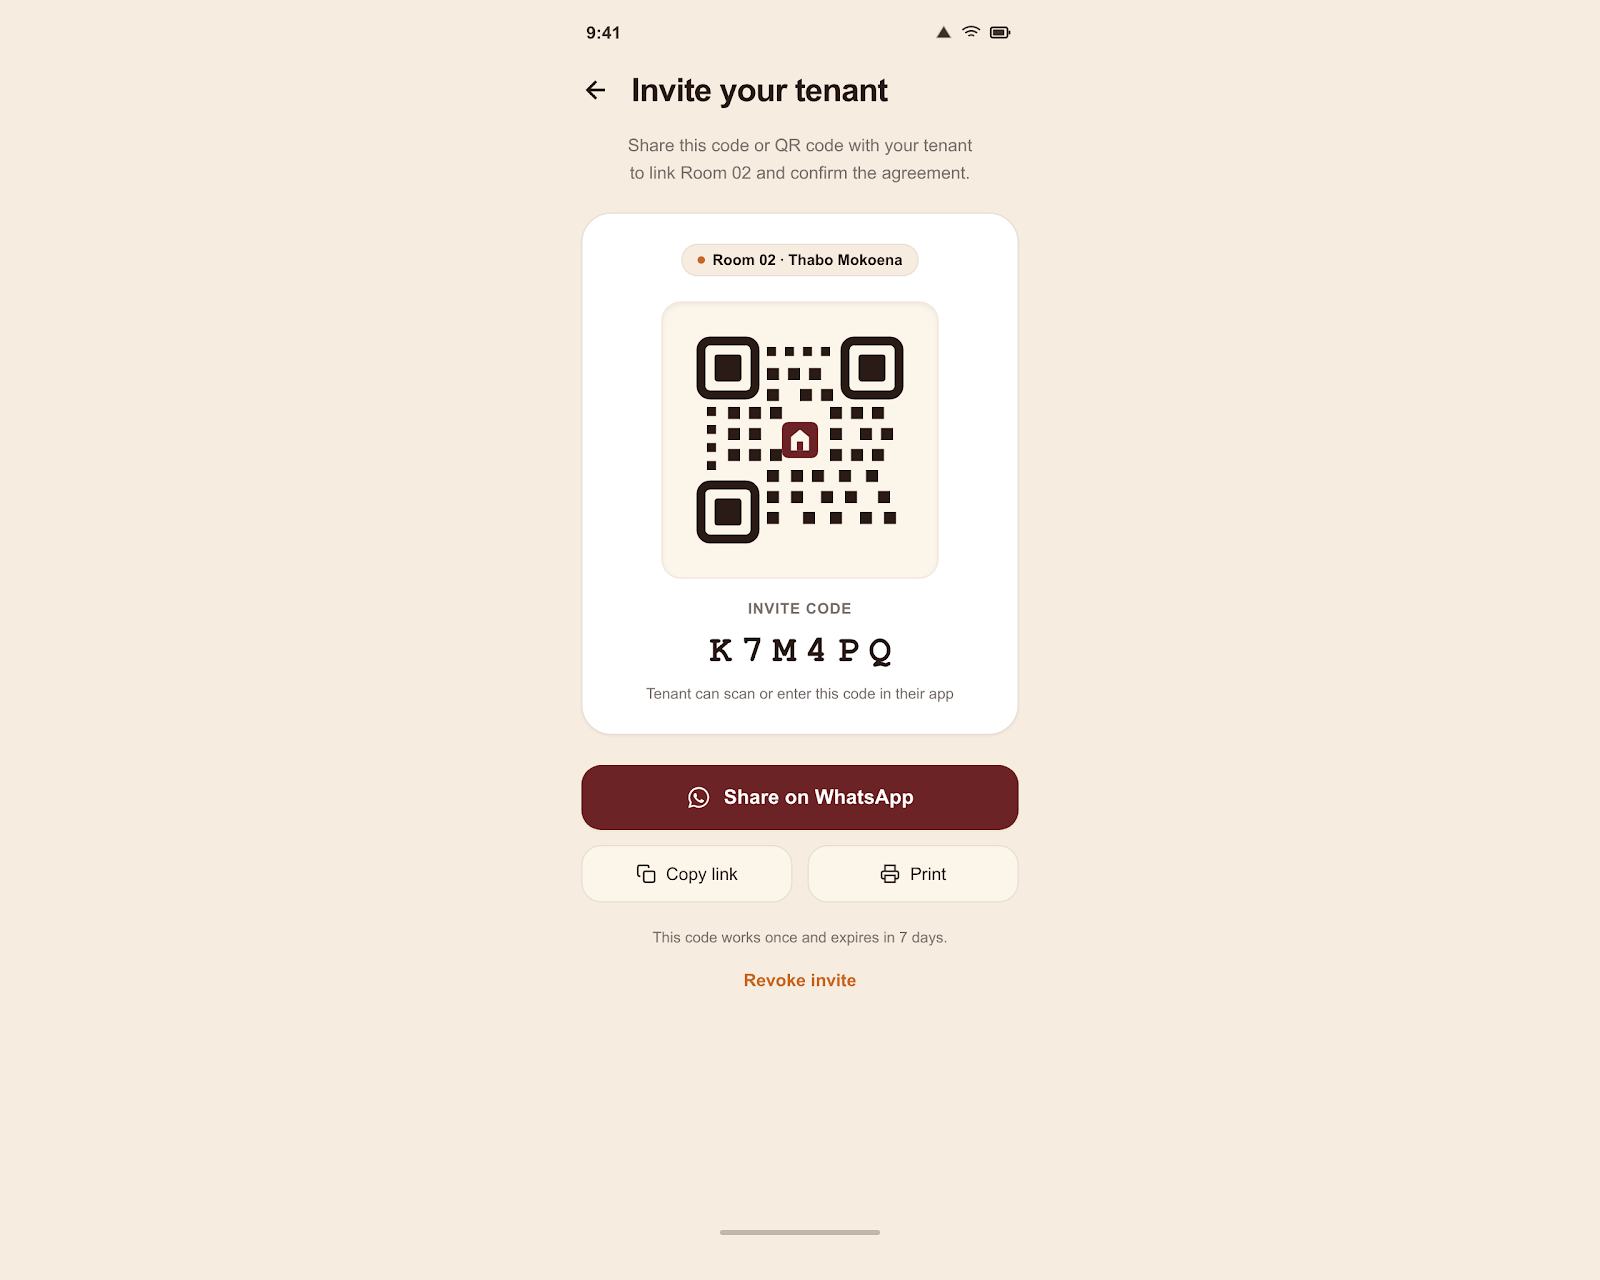 9:41
Invite your tenant
Share this code or QR code with your tenant
to link Room 02 and confirm the agreement.
Room 02 · Thabo Mokoena
INVITE CODE
K7M4PQ
Tenant can scan or enter this code in their app
Share on WhatsApp
Copy link
Print
This code works once and expires in 7 days.
Revoke invite